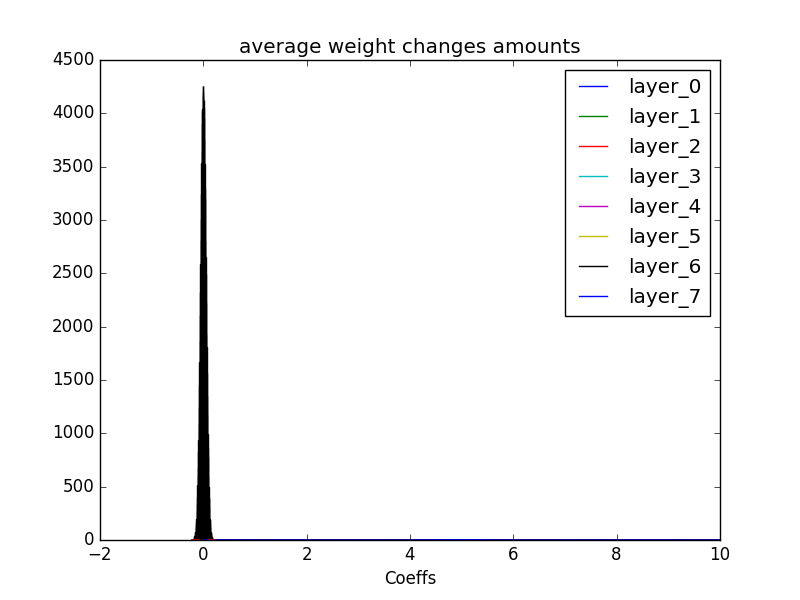 average weight changes amounts
4500
4000
3500
3000
2500
2000
1500
1000
500
0
−2
0
2
4
6
8
10
Coeffs
layer_0
layer_1
layer_2
layer_3
layer_4
layer_5
layer_6
layer_7